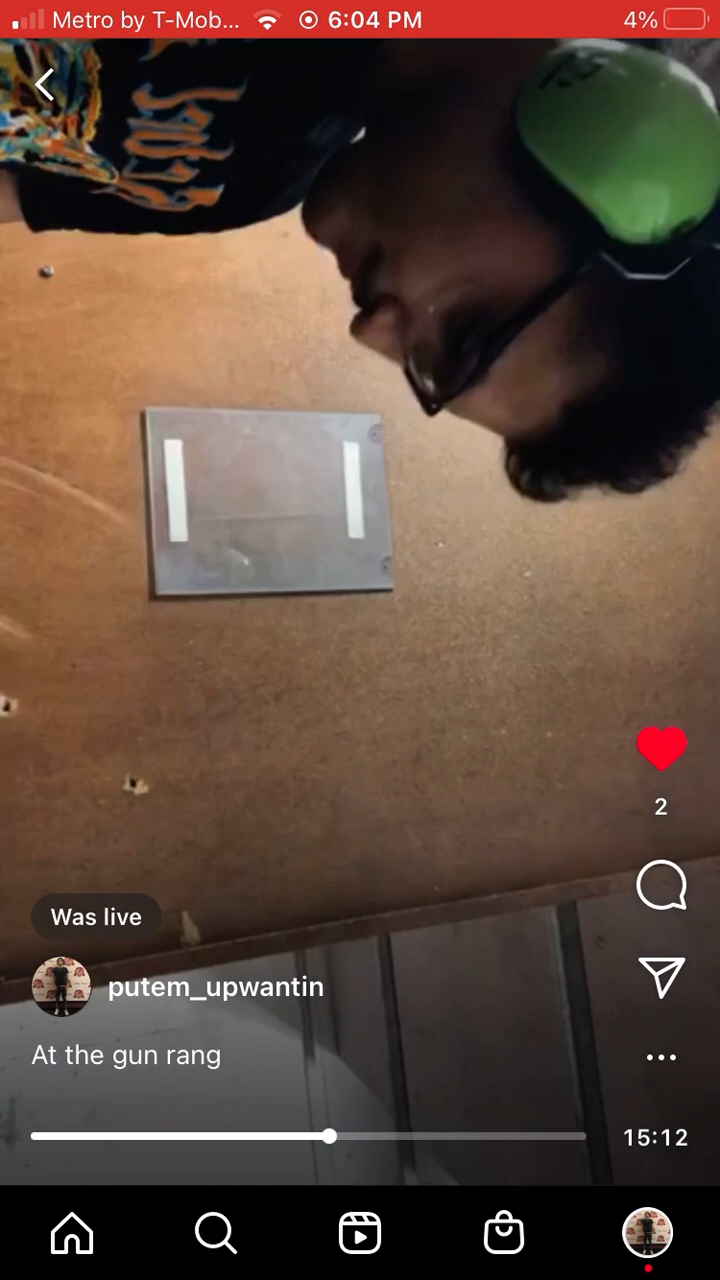 Metro by T-Mob... 6:04 PM 4%
2
Was live
putem_upwantin
At the gun rang
15:12